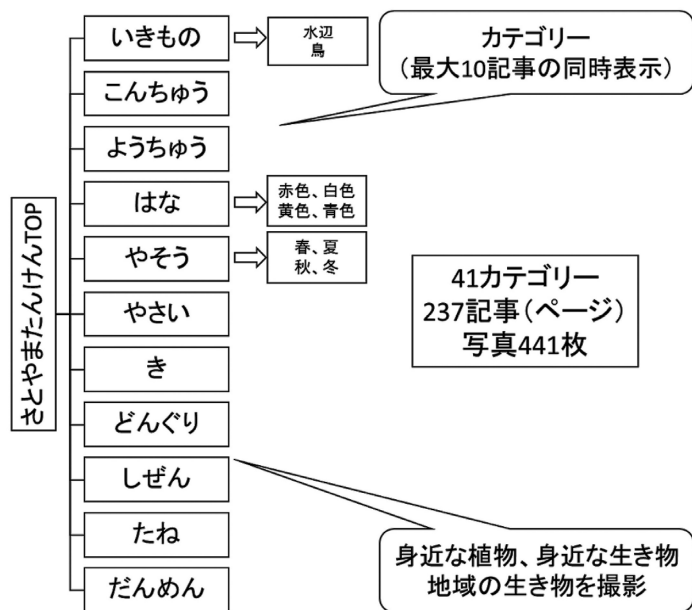 さとやまたんけんTOP
いきもの
水辺
鳥
こんちゅう
ようちゅう
はな
赤色、白色
黄色、青色
やそう
春、夏
秋、冬
やさい
き
どんぐり
しぜん
たね
だんめん
カテゴリー
（最大10記事の同時表示）
41カテゴリー
237記事（ページ）
写真441枚
身近な植物、身近な生き物
地域の生き物を撮影